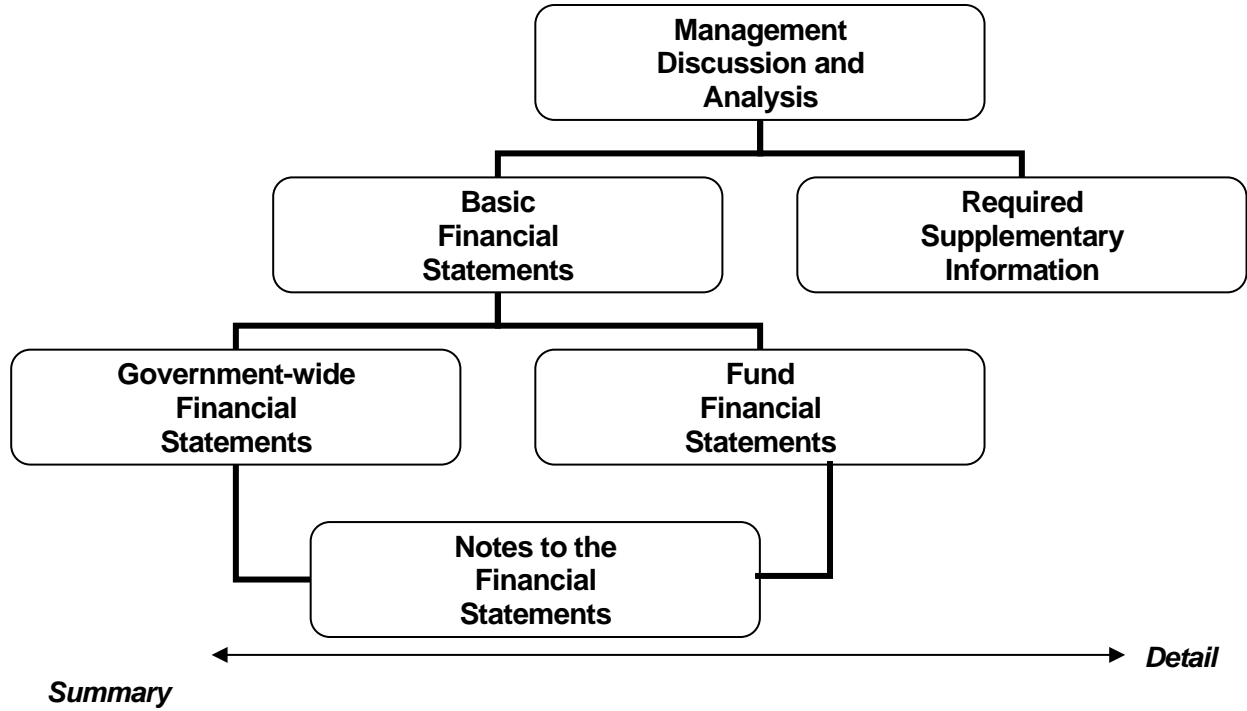 Management
Discussion and
Analysis
Basic
Financial
Statements
Required
Supplementary
Information
Government-wide
Financial
Statements
Fund
Financial
Statements
Notes to the
Financial
Statements
Detail
Summary